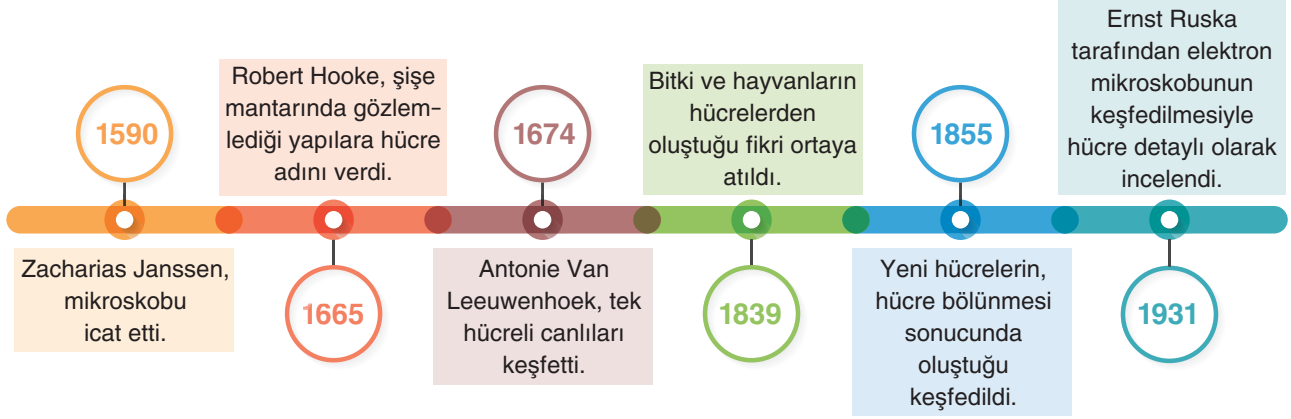 1590
Zacharias Janssen,
mikroskobu
icat etti.
Robert Hooke, şişe
mantarında gözlem–
lediği yapılara hücre
adını verdi.
1665
1674
Antonie Van
Leeuwenhoek, tek
hücreli canlıları
keşfetti.
Bitki ve hayvanların
hücrelerden
oluştuğu fikri ortaya
atıldı.
1839
1855
Yeni hücrelerin,
hücre bölünmesi
sonucunda
oluştuğu
keşfedildi.
Ernst Ruska
tarafından elektron
mikroskobunun
keşfedilmesiyle
hücre detaylı olarak
incelendi.
1931